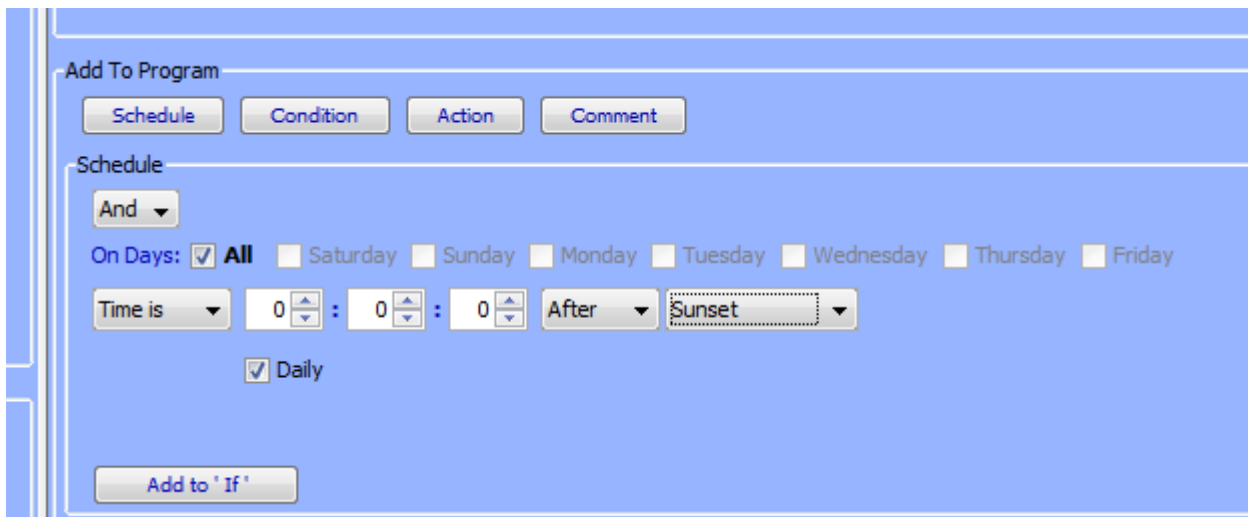 Add To Program
Schedule Condition Action Comment
Schedule
And
On Days: All Saturday Sunday Monday Tuesday Wednesday Thursday Friday
Time is 0 : 0 : 0 After Sunset
Daily
Add to ' If '